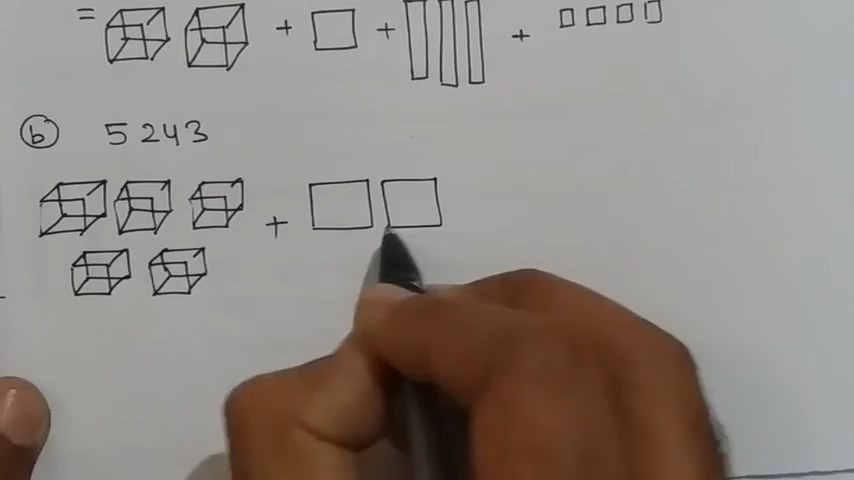 = + + +
(b) 5243
+